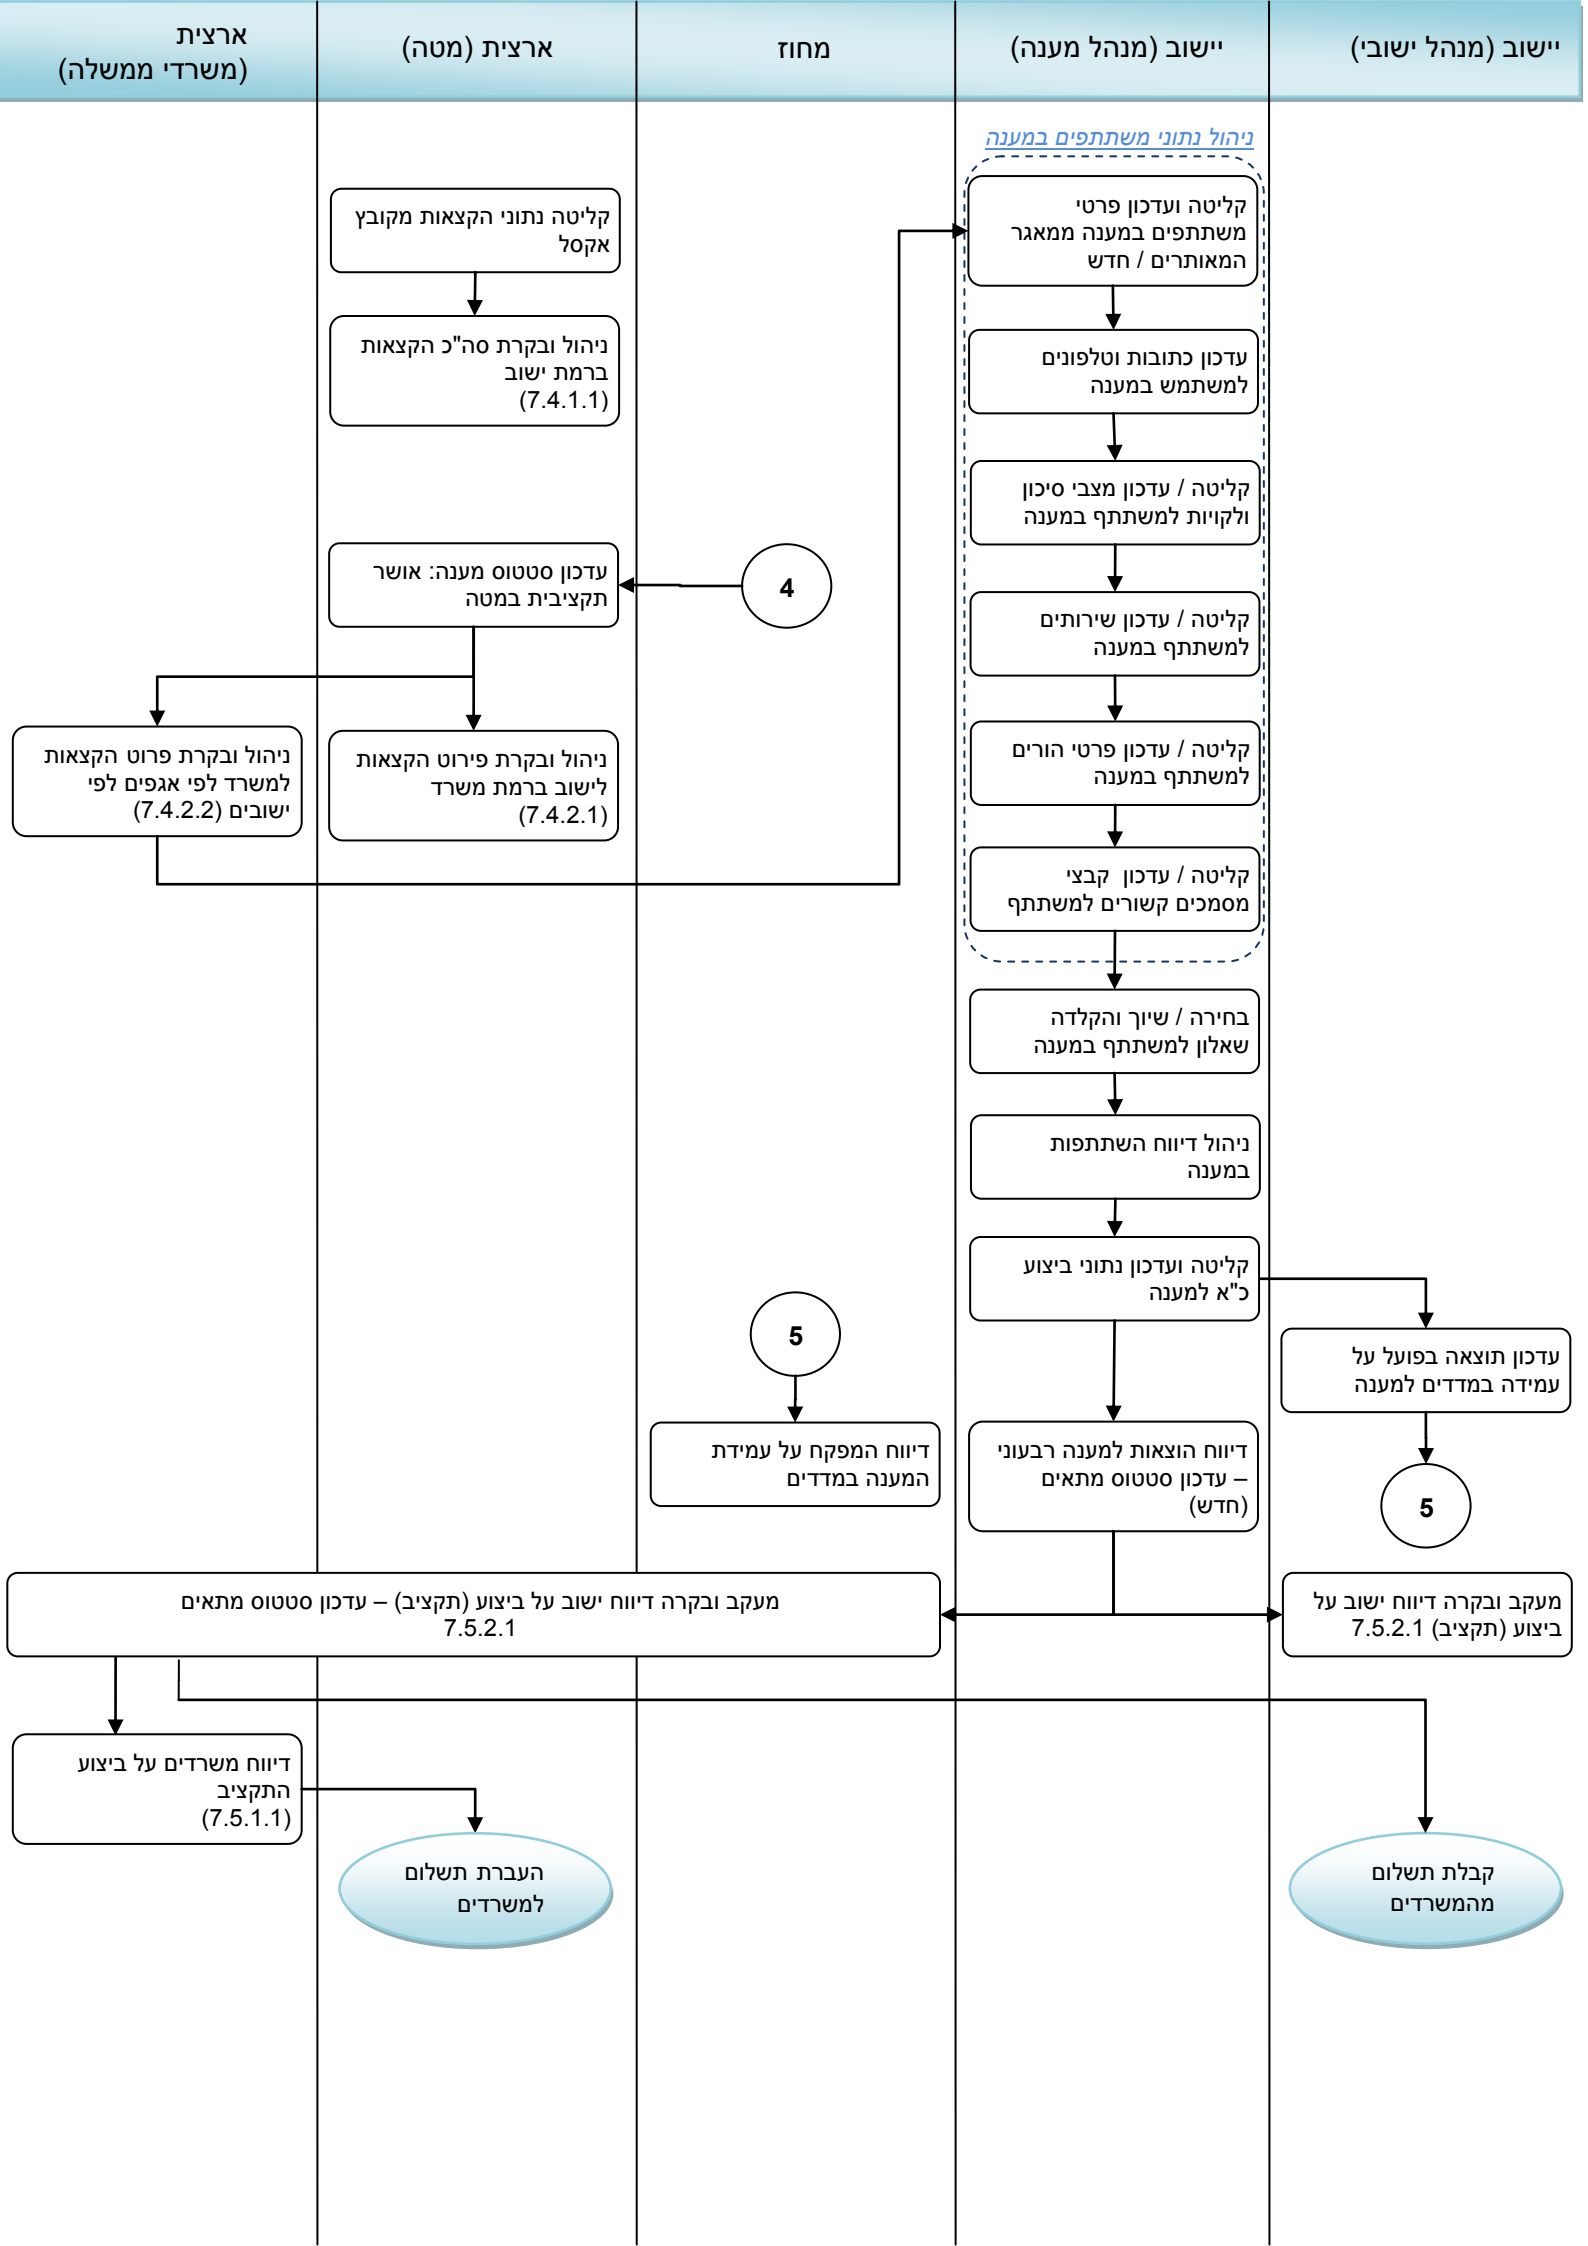 יישוב (מנהל ישובי)
יישוב (מנהל מענה)
מחוז
ארצית (מטה)
ארצית
(משרדי ממשלה)
ניהול נתוני משתתפים במענה
קליטה ועדכון פרטי
משתתפים במענה ממאגר
המאותרים / חדש
עדכון כתובות וטלפונים
למשתמש במענה
קליטה / עדכון מצבי סיכון
ולקויות למשתתף במענה
קליטה / עדכון שירותים
למשתתף במענה
קליטה / עדכון פרטי הורים
למשתתף במענה
קליטה / עדכון קבצי
מסמכים קשורים למשתתף
בחירה / שיוך והקלדה
שאלון למשתתף במענה
ניהול דיווח השתתפות
במענה
קליטה ועדכון נתוני ביצוע
כ"א למענה
דיווח הוצאות למענה רבעוני
– עדכון סטטוס מתאים
(חדש)
קליטה נתוני הקצאות מקובץ
אקסל
ניהול ובקרת סה"כ הקצאות
ברמת ישוב
(7.4.1.1)
4
עדכון סטטוס מענה: אושר
תקציבית במטה
ניהול ובקרת פירוט הקצאות
לישוב ברמת משרד
(7.4.2.1)
ניהול ובקרת פרוט הקצאות
למשרד לפי אגפים לפי
ישובים (7.4.2.2)
עדכון תוצאה בפועל על
עמידה במדדים למענה
5
5
דיווח המפקח על עמידת
המענה במדדים
מעקב ובקרה דיווח ישוב על
ביצוע (תקציב) 7.5.2.1
מעקב ובקרה דיווח ישוב על ביצוע (תקציב) – עדכון סטטוס מתאים
7.5.2.1
דיווח משרדים על ביצוע
התקציב
(7.5.1.1)
העברת תשלום
למשרדים
קבלת תשלום
מהמשרדים